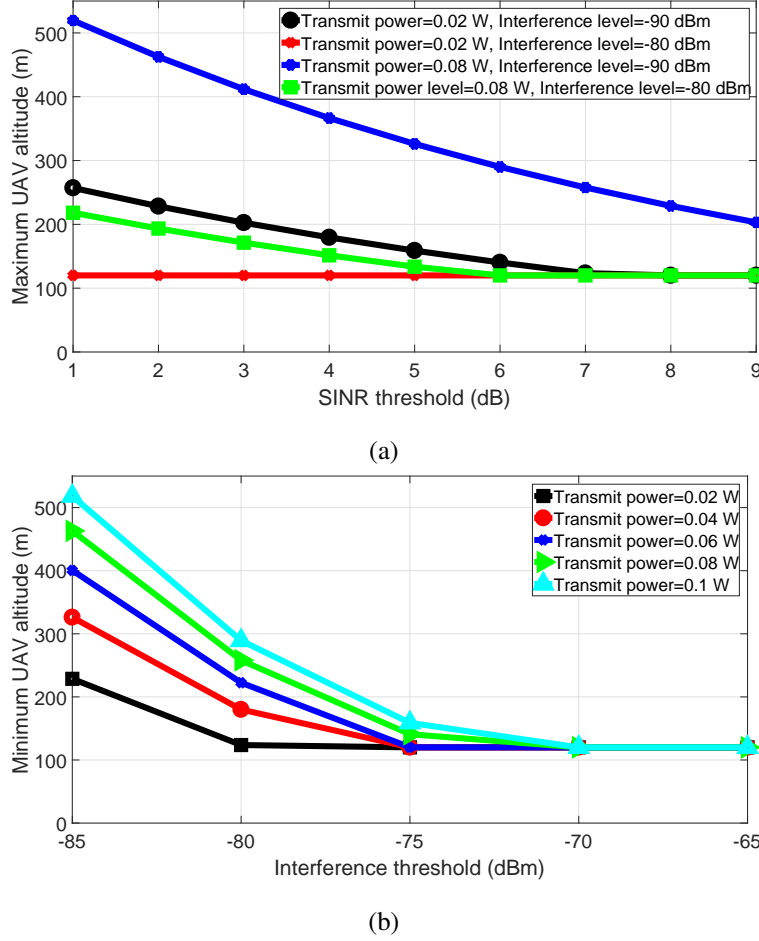 500
400
300
200
100
0
Maximum UAV altitude (m)
Transmit power=0.02 W, Interference level=-90 dBm
Transmit power=0.02 W, Interference level=-80 dBm
Transmit power=0.08 W, Interference level=-90 dBm
Transmit power level=0.08 W, Interference level=-80 dBm
1 2 3 4 5 6 7 8 9
SINR threshold (dB)
(a)
500
400
300
200
100
0
Minimum UAV altitude (m)
Transmit power=0.02 W
Transmit power=0.04 W
Transmit power=0.06 W
Transmit power=0.08 W
Transmit power=0.1 W
-85 -80 -75 -70 -65
Interference threshold (dBm)
(b)